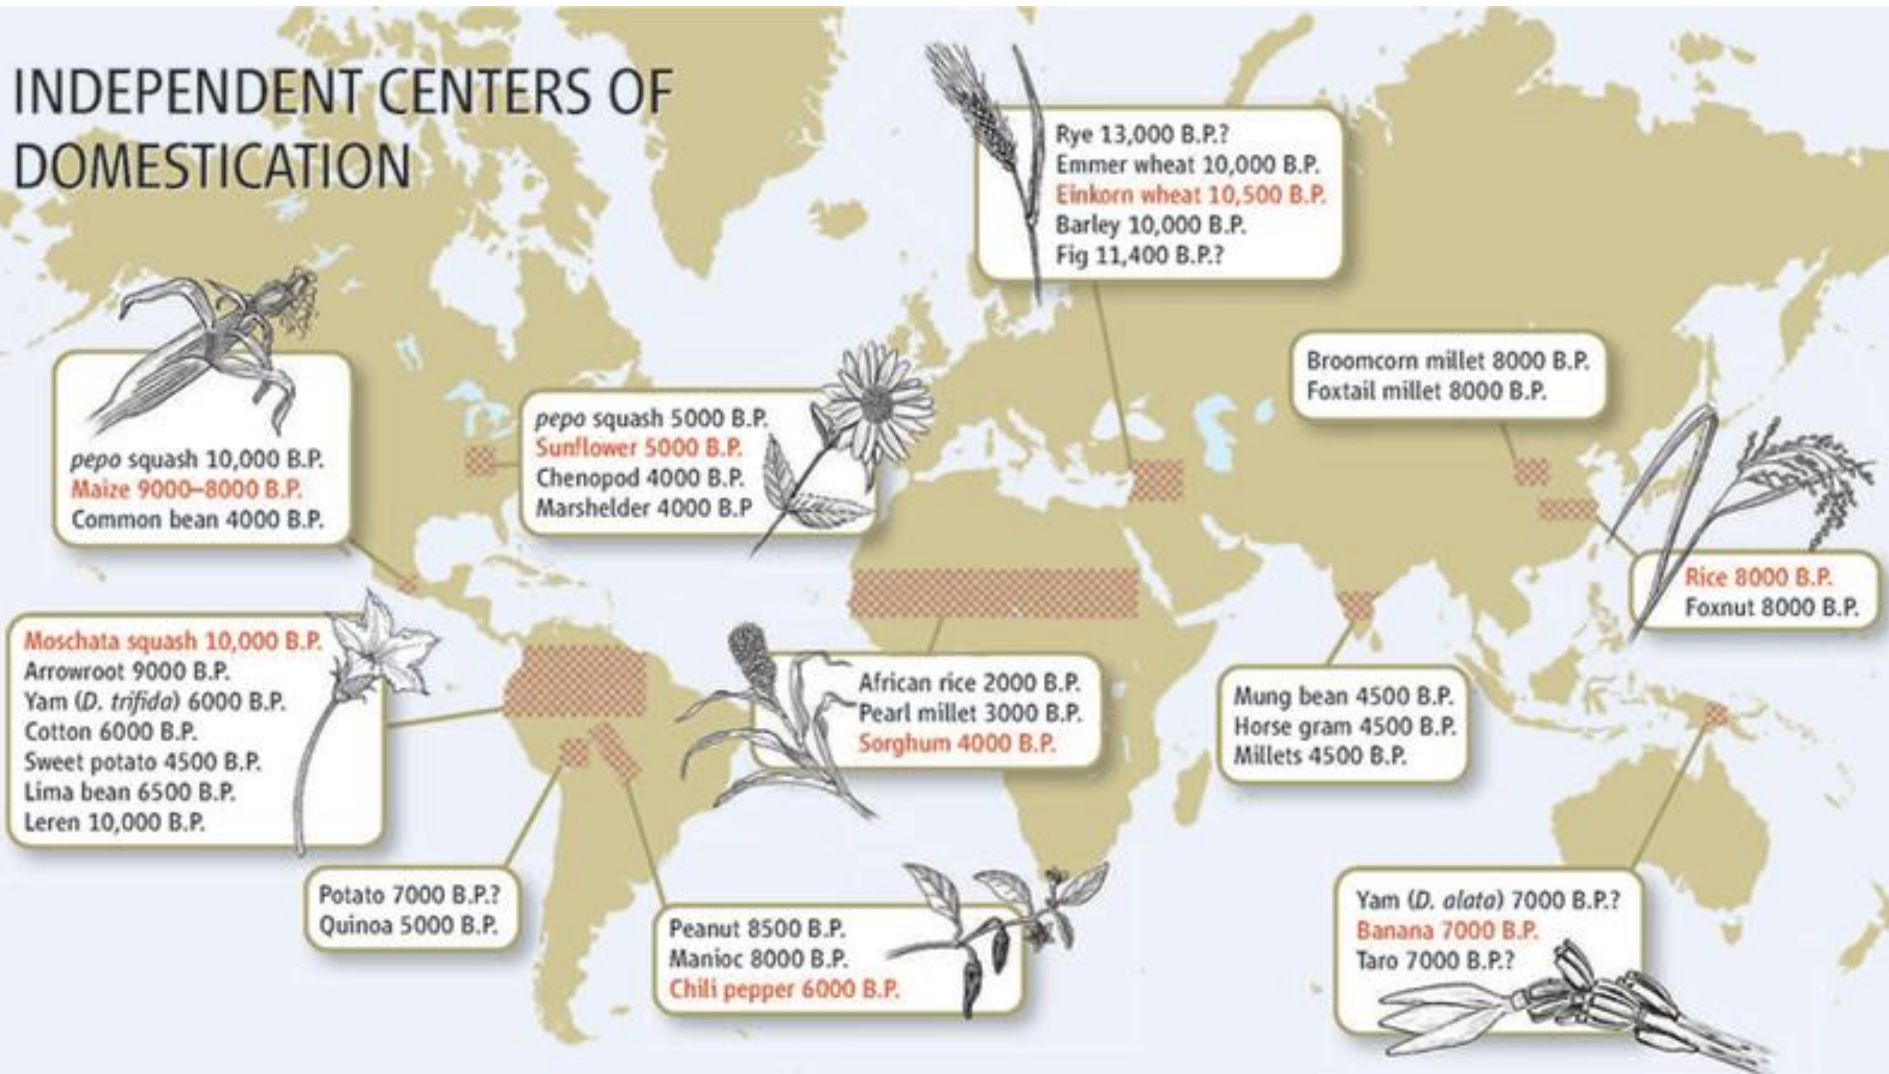 INDEPENDENT CENTERS OF
DOMESTICATION
Rye 13,000 B.P.?
Emmer wheat 10,000 B.P.
Einkorn wheat 10,500 B.P.
Barley 10,000 B.P.
Fig 11,400 B.P.?
Broomcorn millet 8000 B.P.
Foxtail millet 8000 B.P.
pepo squash 10,000 B.P.
Maize 9000–8000 B.P.
Common bean 4000 B.P.
pepo squash 5000 B.P.
Sunflower 5000 B.P.
Chenopod 4000 B.P.
Marshelder 4000 B.P
Rice 8000 B.P.
Foxnut 8000 B.P.
Moschata squash 10,000 B.P.
Arrowroot 9000 B.P.
Yam (D. trifida) 6000 B.P.
Cotton 6000 B.P.
Sweet potato 4500 B.P.
Lima bean 6500 B.P.
Leren 10,000 B.P.
African rice 2000 B.P.
Pearl millet 3000 B.P.
Sorghum 4000 B.P.
Mung bean 4500 B.P.
Horse gram 4500 B.P.
Millets 4500 B.P.
Potato 7000 B.P.?
Quinoa 5000 B.P.
Peanut 8500 B.P.
Manioc 8000 B.P.
Chili pepper 6000 B.P.
Yam (D. alata) 7000 B.P.?
Banana 7000 B.P.
Taro 7000 B.P.?